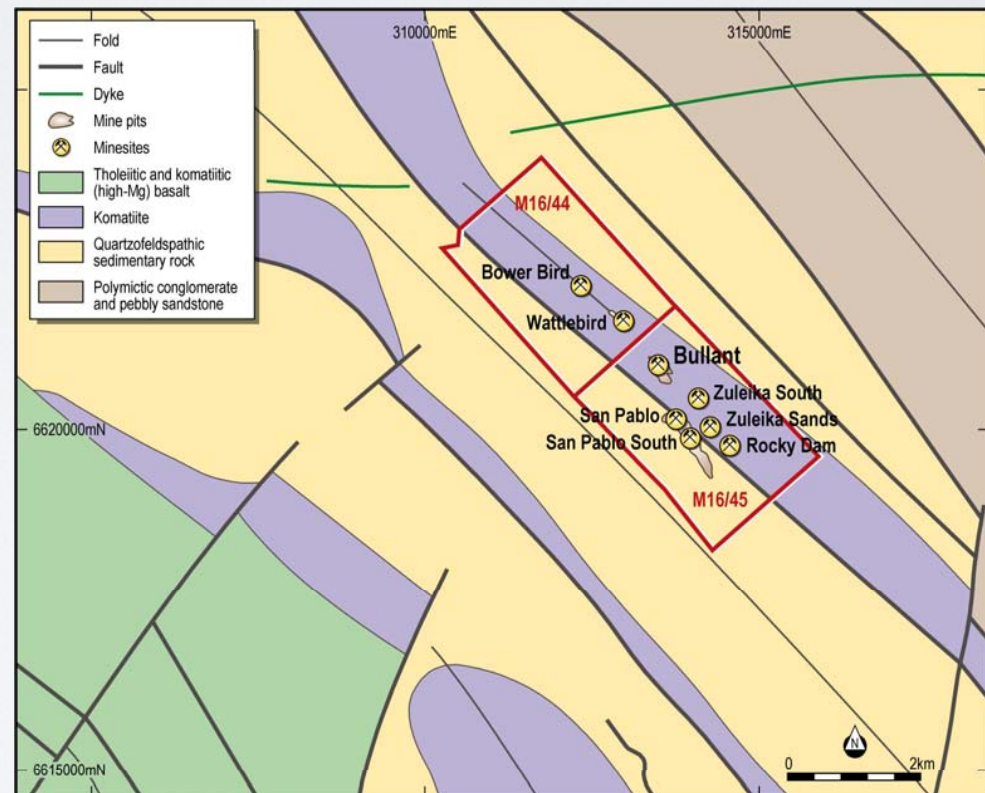 310000mE
315000mE
Fold
Fault
Dyke
Mine pits
Minesites
Tholeiitic and komatiitic
(high-Mg) basalt
Komatiite
Quartzofeldspathic
sedimentary rock
Polymictic conglomerate
and pebbly sandstone
M16/44
Bower Bird
Wattlebird
Bullant
Zuleika South
San Pablo
Zuleika Sands
San Pablo South
Rocky Dam
6620000mN
M16/45
N
0
2km
6615000mN